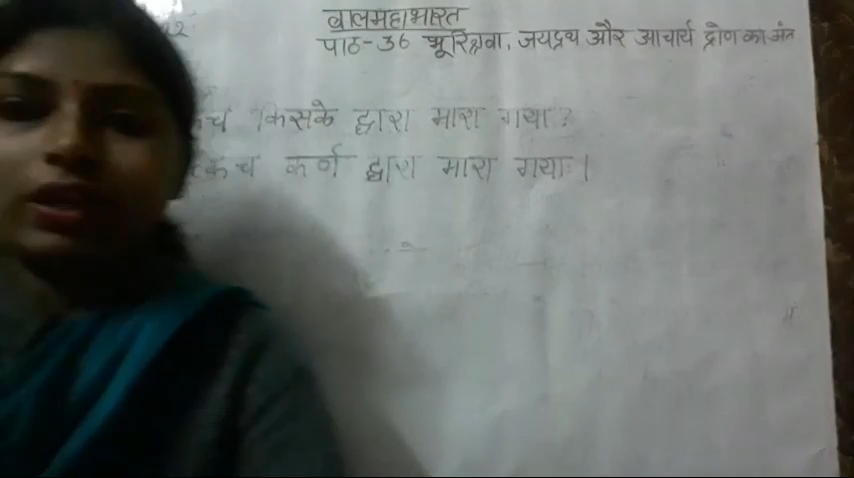 बालमहाभारत
पाठ-36 भूरिश्रवा, जयद्रथ और आचार्य द्रोण का अंत
किसके द्वारा मारा गया?
कर्ण द्वारा मारा गया।